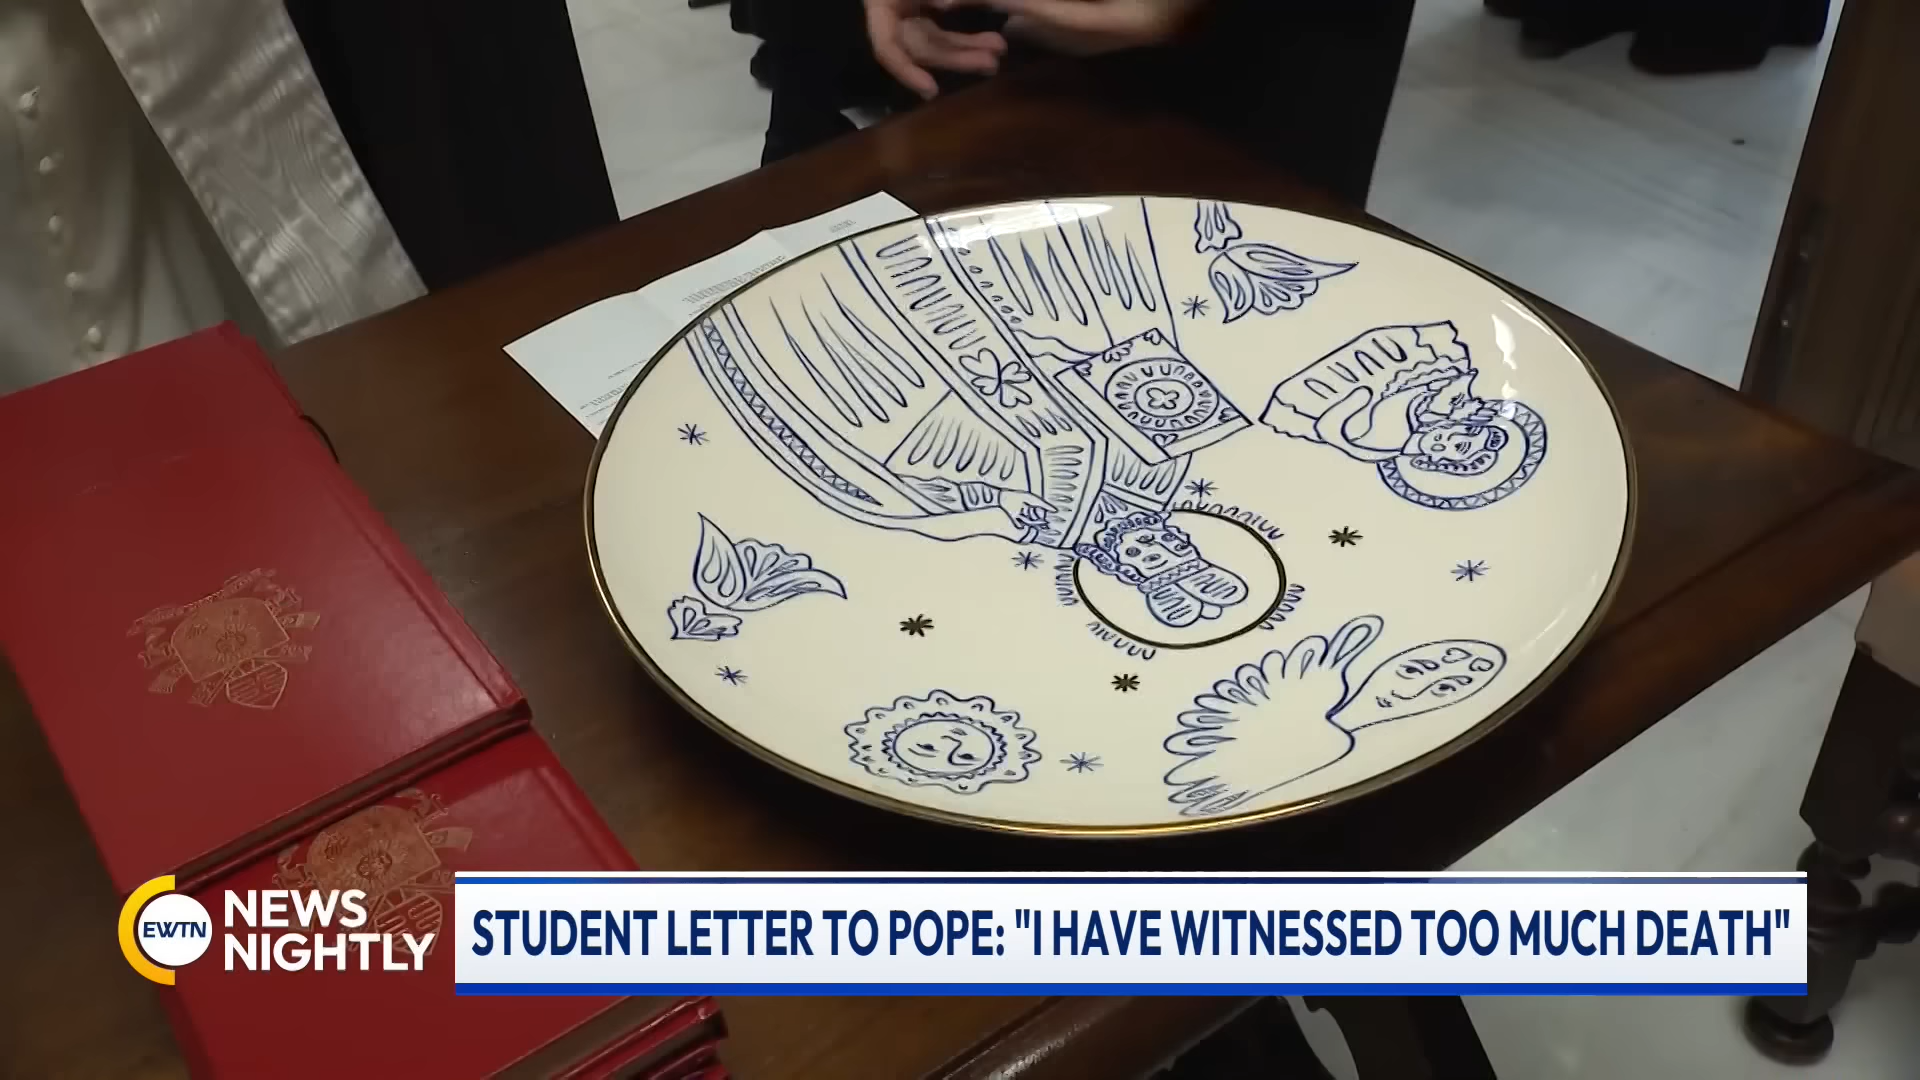 EWTN
NEWS
NIGHTLY
STUDENT LETTER TO POPE: "I HAVE WITNESSED TOO MUCH DEATH"